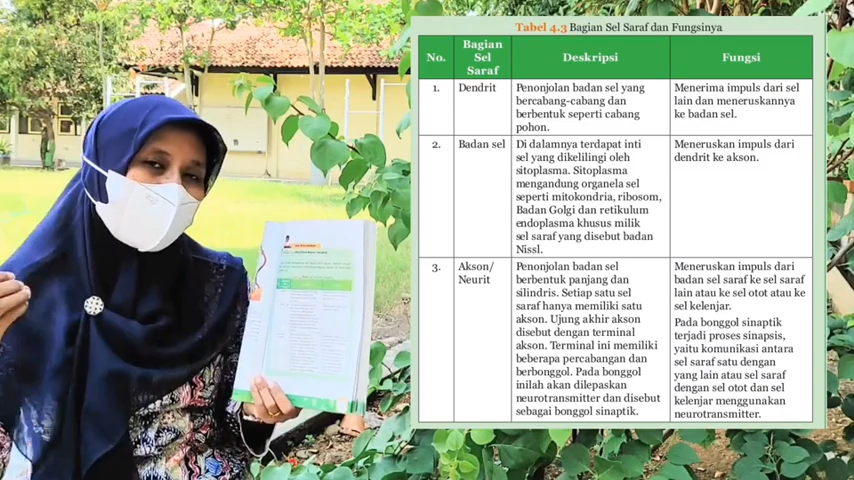 Tabel 4.3 Bagian Sel Saraf dan Fungsinya
No.
Bagian
Sel
Saraf
Deskripsi
Fungsi
1.
Dendrit
Penonjolan badan sel yang
bercabang-cabang dan
berbentuk seperti cabang
pohon.
Menerima impuls dari sel
lain dan meneruskannya
ke badan sel.
2.
Badan sel
Di dalamnya terdapat inti
sel yang dikelilingi oleh
sitoplasma. Sitoplasma
mengandung organela sel
seperti mitokondria, ribosom,
Badan Golgi dan retikulum
endoplasma khusus milik
sel saraf yang disebut badan
Nissl.
Meneruskan impuls dari
dendrit ke akson.
3.
Akson/
Neurit
Penonjolan badan sel
berbentuk panjang dan
silindris. Setiap satu sel
saraf hanya memiliki satu
akson. Ujung akhir akson
disebut dengan terminal
akson. Terminal ini memiliki
beberapa percabangan dan
berbonggol. Pada bonggol
inilah akan dilepaskan
neurotransmitter dan disebut
sebagai bonggol sinaptik.
Meneruskan impuls dari
badan sel saraf ke sel saraf
lain atau ke sel otot atau ke
sel kelenjar.
Pada bonggol sinaptik
terjadi proses sinapsis,
yaitu komunikasi antara
sel saraf satu dengan
yang lain atau sel saraf
dengan sel otot dan sel
kelenjar menggunakan
neurotransmitter.